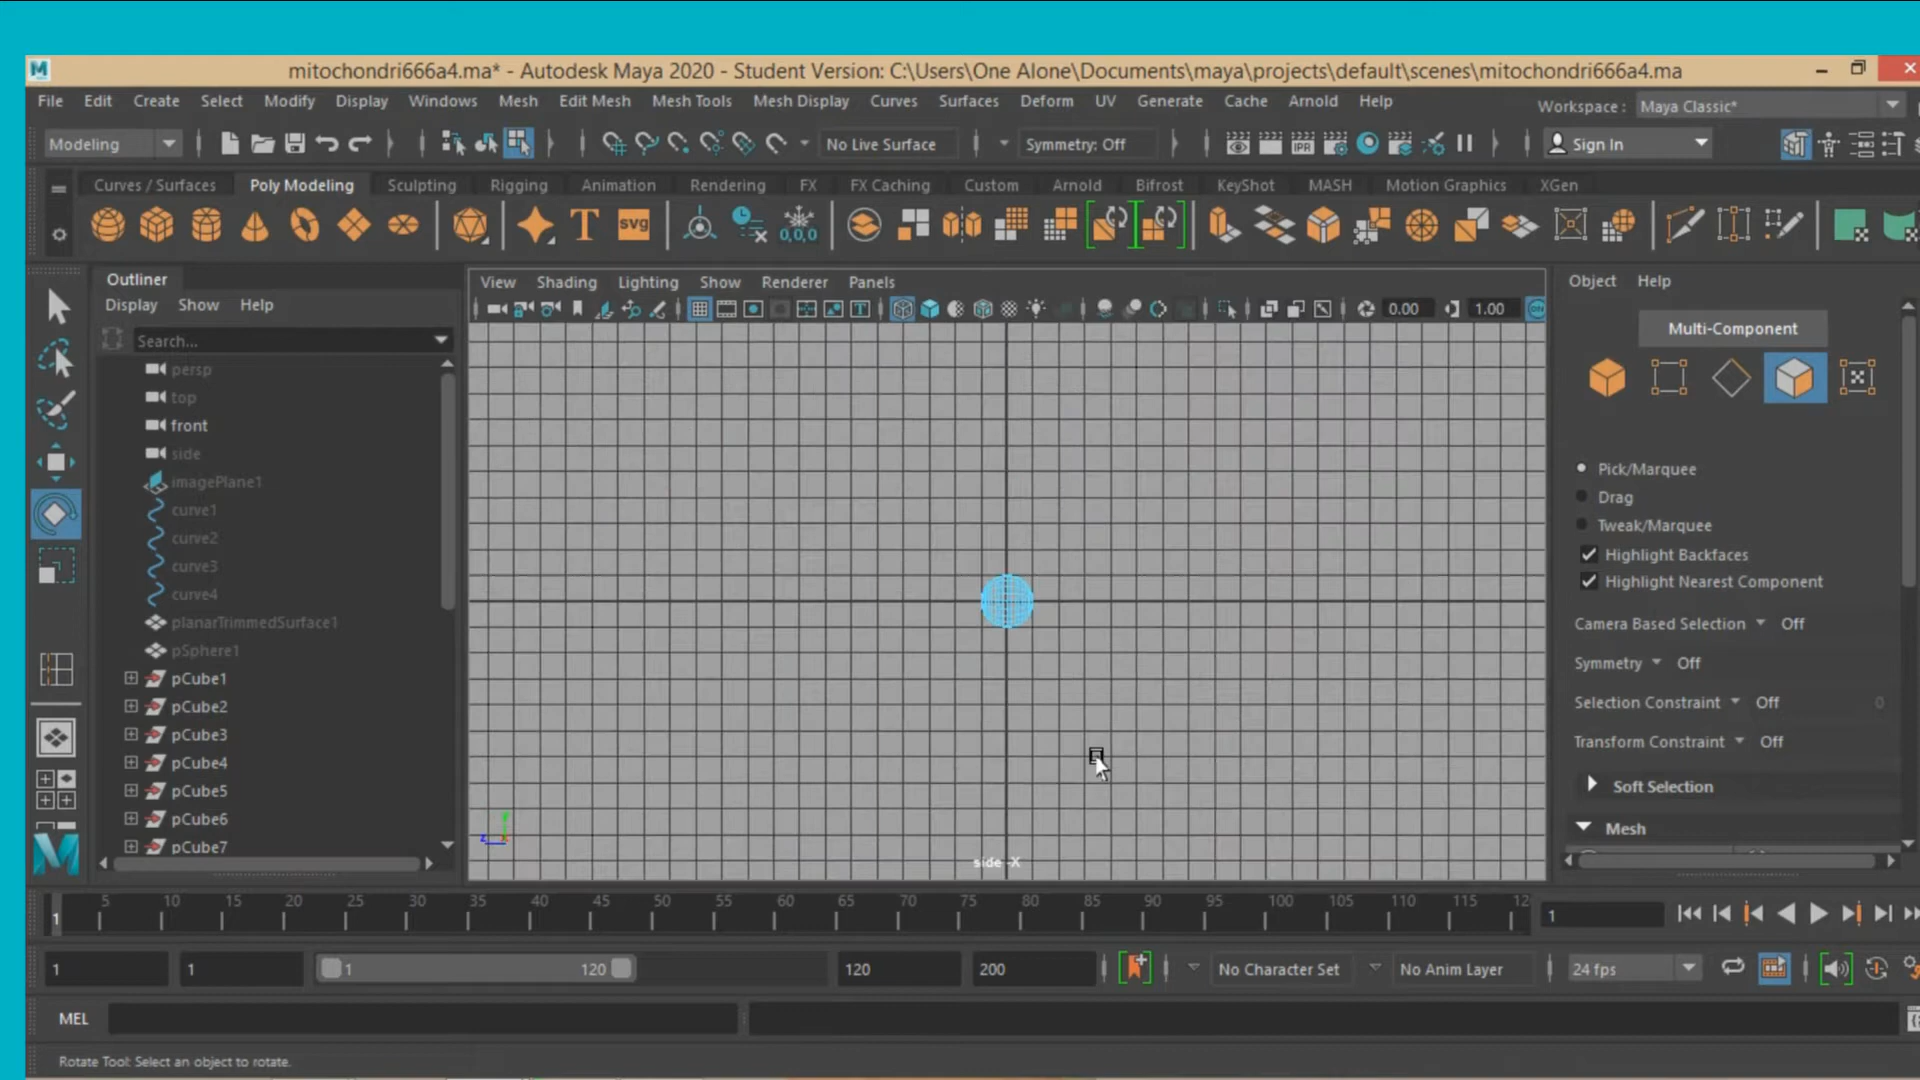 mitochondri666a4.ma* - Autodesk Maya 2020 - Student Version: C:\Users\One Alone\Documents\maya\projects\default\scenes\mitochondri666a4.ma
File Edit Create Select Modify Display Windows Mesh Edit Mesh Mesh Tools Mesh Display Curves Surfaces Deform UV Generate Cache Arnold Help
Workspace : Maya Classic*
Modeling
No Live Surface
Symmetry: Off
IPR
Sign In
Curves / Surfaces Poly Modeling Sculpting Rigging Animation Rendering FX FX Caching Custom Arnold Bifrost KeyShot MASH Motion Graphics XGen
T
svg
0,0,0
Outliner
Display Show Help
Search...
persp
top
front
side
imagePlane1
curve1
curve2
curve3
curve4
planarTrimmedSurface1
pSphere1
pCube1
pCube2
pCube3
pCube4
pCube5
pCube6
pCube7
View Shading Lighting Show Renderer Panels
0.00
1.00
z
y
side -X
Object Help
Multi-Component
Pick/Marquee
Drag
Tweak/Marquee
Highlight Backfaces
Highlight Nearest Component
Camera Based Selection Off
Symmetry Off
Selection Constraint Off 0
Transform Constraint Off
Soft Selection
Mesh
1 5 10 15 20 25 30 35 40 45 50 55 60 65 70 75 80 85 90 95 100 105 110 115 12
1
1
1
1
120
120
200
No Character Set
No Anim Layer
24 fps
MEL
Rotate Tool: Select an object to rotate.